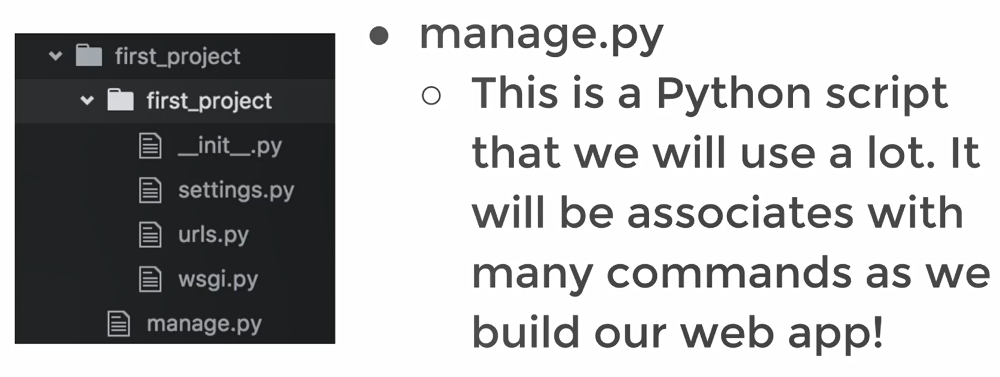 first_project
first_project
__init__.py
settings.py
urls.py
wsgi.py
manage.py
● manage.py
○ This is a Python script
that we will use a lot. It
will be associates with
many commands as we
build our web app!